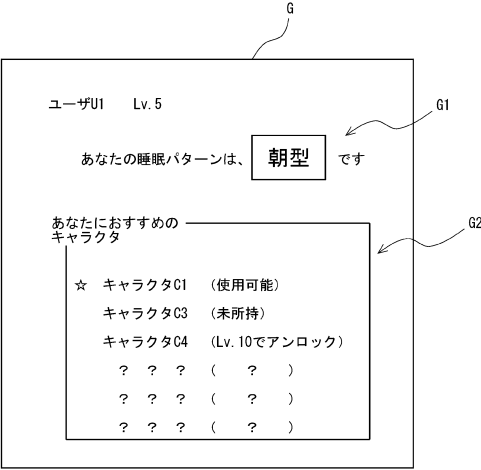 G
ユーザU1 Lv.5
G1
あなたの睡眠パターンは、 朝型 です
あなたにおすすめの
キャラクタ
G2
☆ キャラクタC1 (使用可能)
キャラクタC3 (未所持)
キャラクタC4 (Lv.10でアンロック)
? ? ? ( ? )
? ? ? ( ? )
? ? ? ( ? )